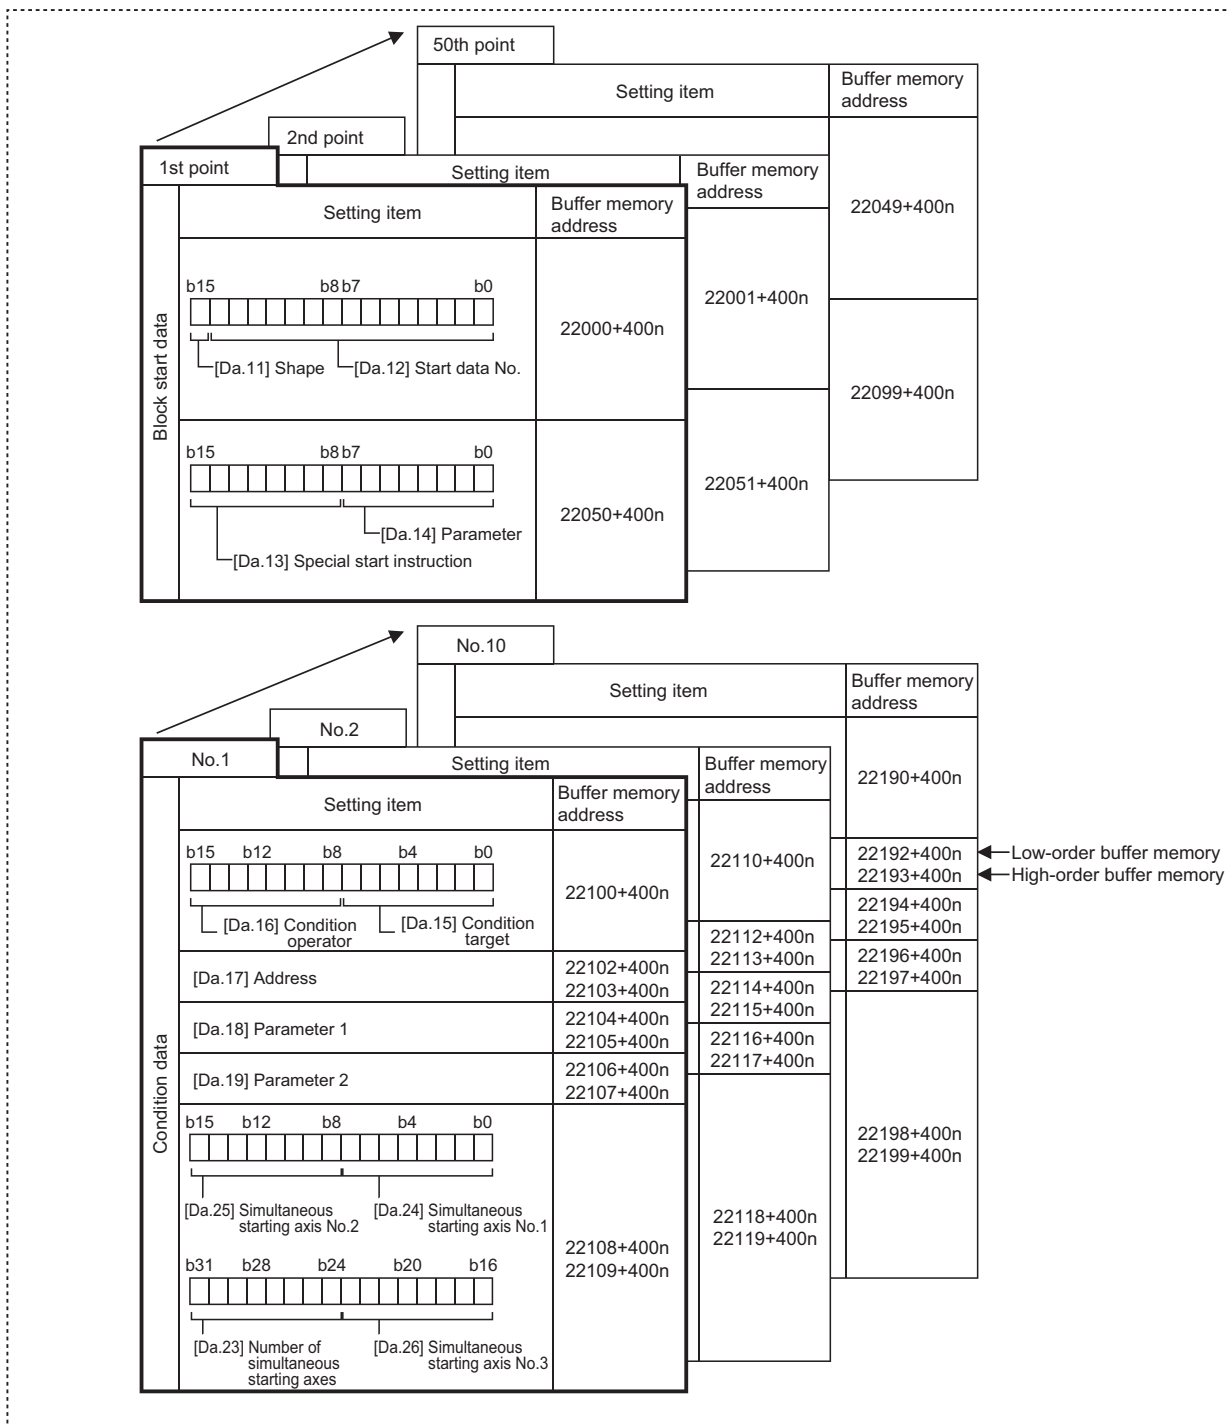 50th point
Setting item
Buffer memory
address
2nd point
1st point
Setting item
Buffer memory
address
22049+400n
Setting item
Buffer memory
address
Block start data
b15 b8 b7 b0
22000+400n
22001+400n
[Da.11] Shape
[Da.12] Start data No.
22099+400n
b15 b8 b7 b0
22050+400n
22051+400n
[Da.14] Parameter
[Da.13] Special start instruction
No.10
Setting item
Buffer memory
address
No.2
No.1
Setting item
Buffer memory
address
22190+400n
Setting item
Buffer memory
address
Condition data
b15 b12 b8 b4 b0
22100+400n
22110+400n
22192+400n
Low-order buffer memory
22193+400n
High-order buffer memory
[Da.16] Condition
operator
[Da.15] Condition
target
22194+400n
22195+400n
22112+400n
22113+400n
22196+400n
22197+400n
[Da.17] Address
22102+400n
22103+400n
22114+400n
22115+400n
[Da.18] Parameter 1
22104+400n
22105+400n
22116+400n
22117+400n
[Da.19] Parameter 2
22106+400n
22107+400n
b15 b12 b8 b4 b0
22198+400n
22199+400n
[Da.25] Simultaneous
starting axis No.2
[Da.24] Simultaneous
starting axis No.1
22118+400n
22119+400n
22108+400n
22109+400n
b31 b28 b24 b20 b16
[Da.23] Number of
simultaneous
starting axes
[Da.26] Simultaneous
starting axis No.3